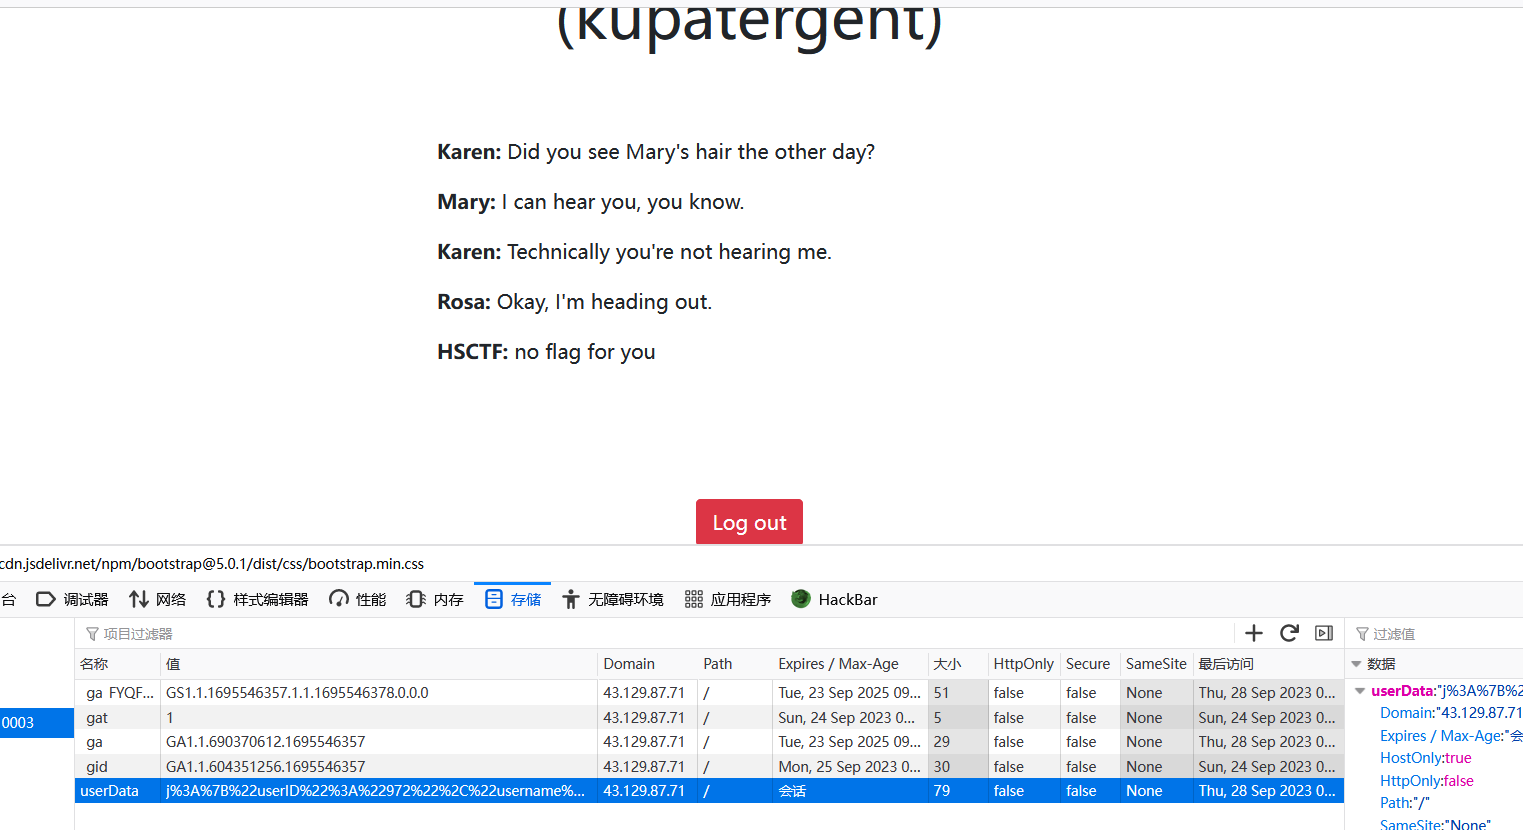 (kupatergent)
Karen: Did you see Mary's hair the other day?
Mary: I can hear you, you know.
Karen: Technically you're not hearing me.
Rosa: Okay, I'm heading out.
HSCTF: no flag for you
Log out
cdn.jsdelivr.net/npm/bootstrap@5.0.1/dist/css/bootstrap.min.css
台 调试器 网络 样式编辑器 性能 内存 存储 无障碍环境 应用程序 HackBar
项目过滤器 过滤值
名称 值 Domain Path Expires / Max-Age 大小 HttpOnly Secure SameSite 最后访问 数据
ga FYQF... GS1.1.1695546357.1.1.1695546378.0.0.0 43.129.87.71 / Tue, 23 Sep 2025 09... 51 false false None Thu, 28 Sep 2023 0... userData:"j%3A%7B%2
0003 gat 1 43.129.87.71 / Sun, 24 Sep 2023 0... 5 false false None Sun, 24 Sep 2023 0... Domain:"43.129.87.71
ga GA1.1.690370612.1695546357 43.129.87.71 / Tue, 23 Sep 2025 09... 29 false false None Thu, 28 Sep 2023 0... Expires / Max-Age:"会
gid GA1.1.604351256.1695546357 43.129.87.71 / Mon, 25 Sep 2023 0... 30 false false None Sun, 24 Sep 2023 0... HostOnly:true
HttpOnly:false
userData j%3A%7B%22userID%22%3A%22972%22%2C%22username%... 43.129.87.71 / 会话 79 false false None Thu, 28 Sep 2023 0... Path:"/"
SameSite:"None"